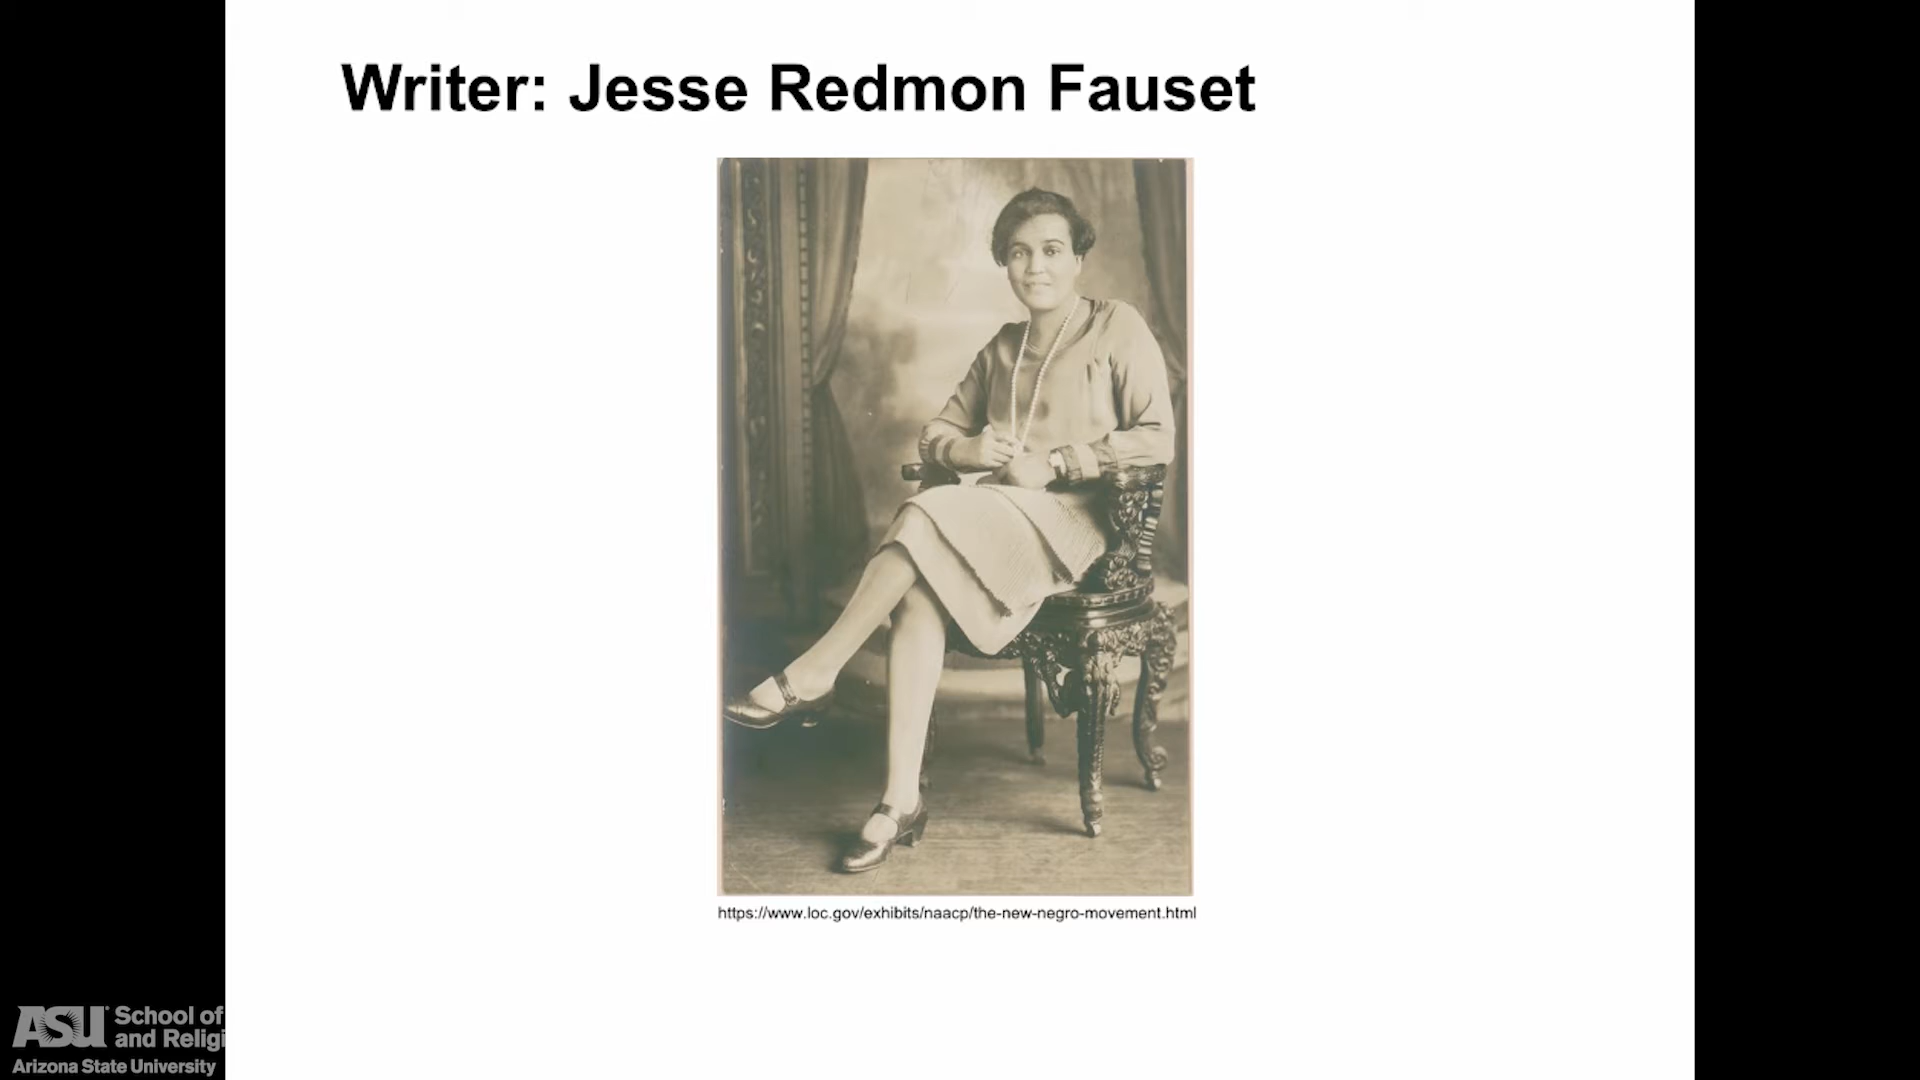 Writer: Jesse Redmon Fauset
https://www.loc.gov/exhibits/naacp/the-new-negro-movement.html
ASU School of
and Religi
Arizona State University